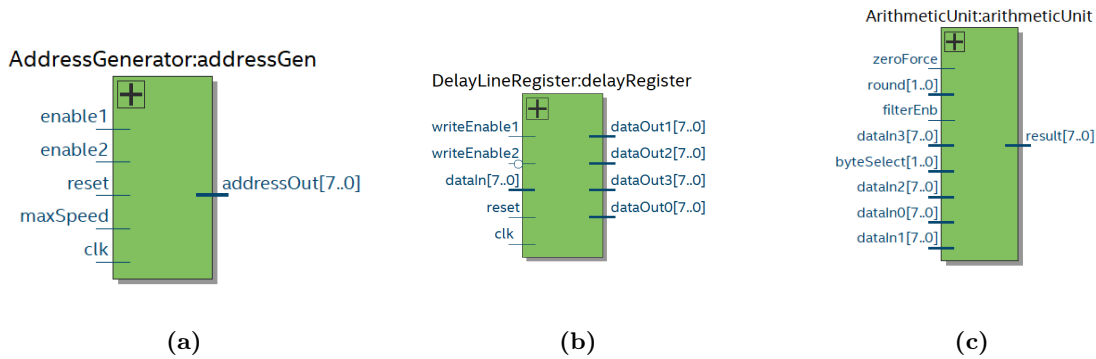 AddressGenerator:addressGen
enable1
enable2
reset
maxSpeed
clk
addressOut[7..0]
(a)
DelayLineRegister:delayRegister
writeEnable1
writeEnable2
dataIn[7..0]
reset
clk
dataOut1[7..0]
dataOut2[7..0]
dataOut3[7..0]
dataOut0[7..0]
(b)
ArithmeticUnit:arithmeticUnit
zeroForce
round[1..0]
filterEnb
dataIn3[7..0]
byteSelect[1..0]
dataIn2[7..0]
dataIn0[7..0]
dataIn1[7..0]
result[7..0]
(c)